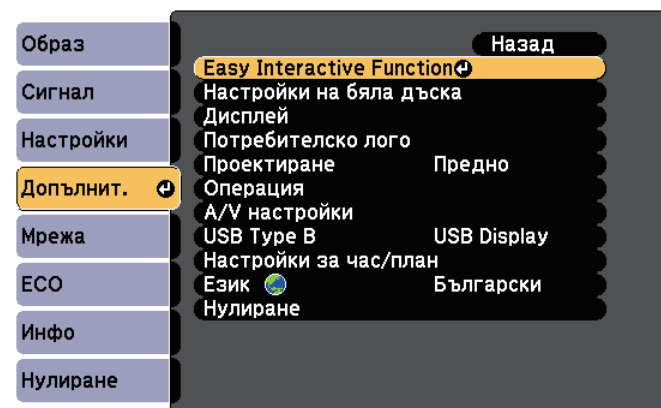 Образ
Сигнал
Настройки
Допълнит.
Мрежа
ECO
Инфо
Нулиране
Назад
Easy Interactive Function
Настройки на бяла дъска
Дисплей
Потребителско лого
Проектиране Предно
Операция
A/V настройки
USB Type B USB Display
Настройки за час/план
Език Български
Нулиране